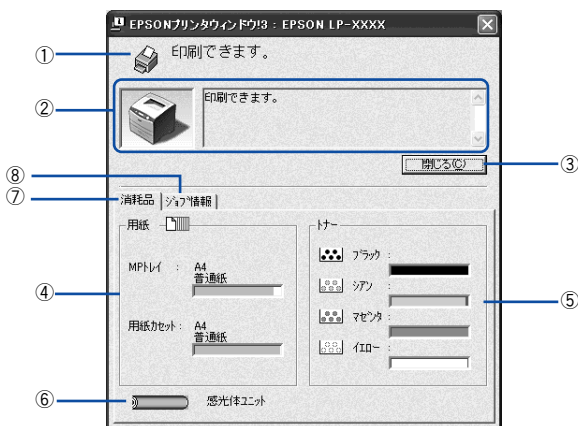 EPSONプリンタウィンドウ!3 : EPSON LP-XXXX
① 印刷できます。
② 印刷できます。
閉じる(C) ③
⑧
⑦ 消耗品 ジョブ情報
用紙
トナー
MPトレイ : A4
普通紙
④
用紙カセット : A4
普通紙
ブラック :
シアン :
⑤
マゼンタ :
イエロー :
⑥ 感光体ユニット